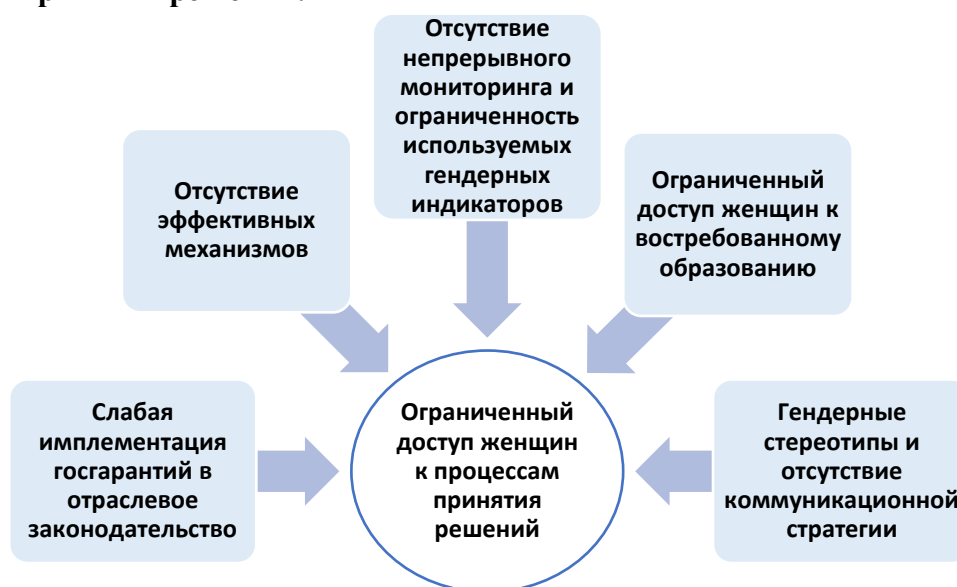 Отсутствие
непрерывного
мониторинга и
ограниченность
используемых
гендерных
индикаторов
Отсутствие
эффективных
механизмов
Ограниченный
доступ женщин к
востребованному
образованию
Слабая
имплементация
госгарантий в
отраслевое
законодательство
Ограниченный
доступ женщин
к процессам
принятия
решений
Гендерные
стереотипы и
отсутствие
коммуникационной
стратегии